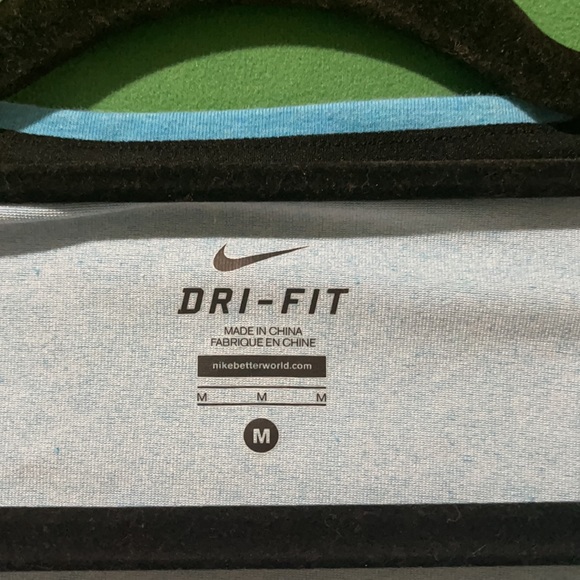 DRI-FIT
MADE IN CHINA
FABRIQUE EN CHINE
nikebetterworld.com
M M M
M